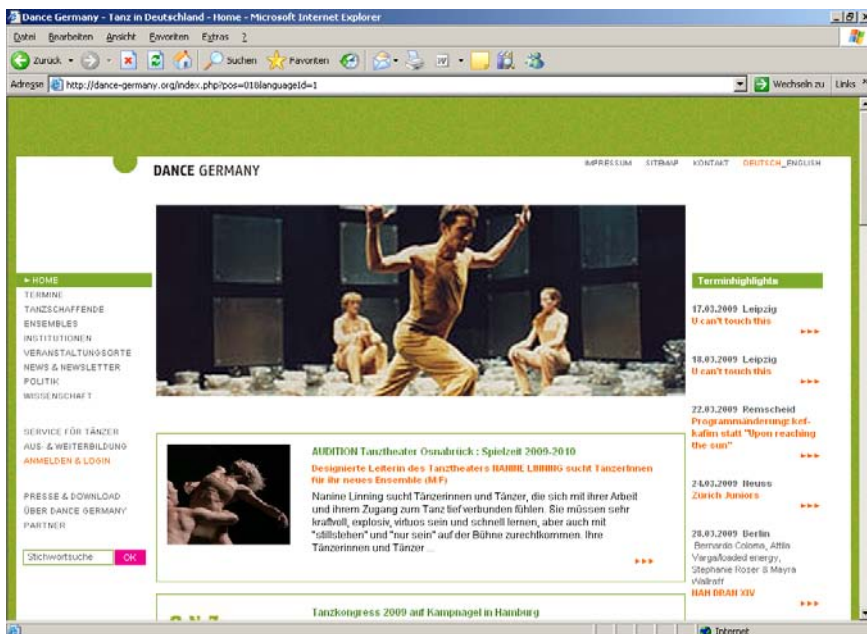 Dance Germany - Tanz in Deutschland - Home - Microsoft Internet Explorer
Datei Bearbeiten Ansicht Favoriten Extras ?
Zurück Suchen Favoriten
Adresse http://dance-germany.org/index.php?pos=01&languageId=1 Wechseln zu Links
DANCE GERMANY
IMPRESSUM SITEMAP KONTAKT DEUTSCH_ENGLISH
HOME
TERMINE
TANZSCHAFFENDE
ENSEMBLES
INSTITUTIONEN
VERANSTALTUNGSORTE
NEWS & NEWSLETTER
POLITIK
WISSENSCHAFT
SERVICE FÜR TÄNZER
AUS- & WEITERBILDUNG
ANMELDEN & LOGIN
PRESSE & DOWNLOAD
ÜBER DANCE GERMANY
PARTNER
Stichwortsuche OK
AUDITION Tanztheater Osnabrück : Spielzeit 2009-2010
Designierte Leiterin des Tanztheaters NANINE LINNING sucht TänzerInnen
für ihr neues Ensemble (M/F)
Nanine Linning sucht Tänzerinnen und Tänzer, die sich mit ihrer Arbeit
und ihrem Zugang zum Tanz tief verbunden fühlen. Sie müssen sehr
kraftvoll, explosiv, virtuos sein und schnell lernen, aber auch mit
"stillstehen" und "nur sein" auf der Bühne zurechtkommen. Ihre
Tänzerinnen und Tänzer ...
Tanzkongress 2009 auf Kampnagel in Hamburg
Terminhighlights
17.03.2009 Leipzig
U can't touch this
18.03.2009 Leipzig
U can't touch this
22.03.2009 Remscheid
Programmänderung: kef-
kafim statt "Upon reaching
the sun"
24.03.2009 Neuss
Zürich Juniors
28.03.2009 Berlin
Bernardo Coloma, Attila
Varga/loaded energy,
Stephanie Roser & Mayra
Wallraff
NAH DRAN XIV
Internet